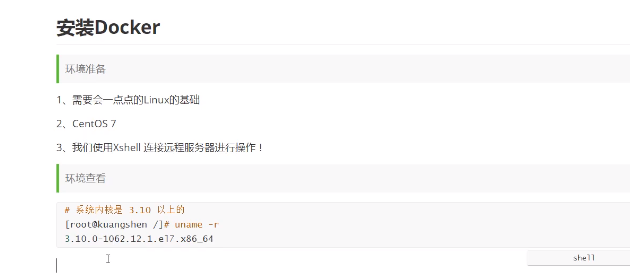 安装Docker
环境准备
1、需要会一点点的Linux的基础
2、CentOS 7
3、我们使用Xshell 连接远程服务器进行操作！
环境查看
# 系统内核是 3.10 以上的
[root@kuangshen /]# uname -r
3.10.0-1062.12.1.el7.x86_64
shell